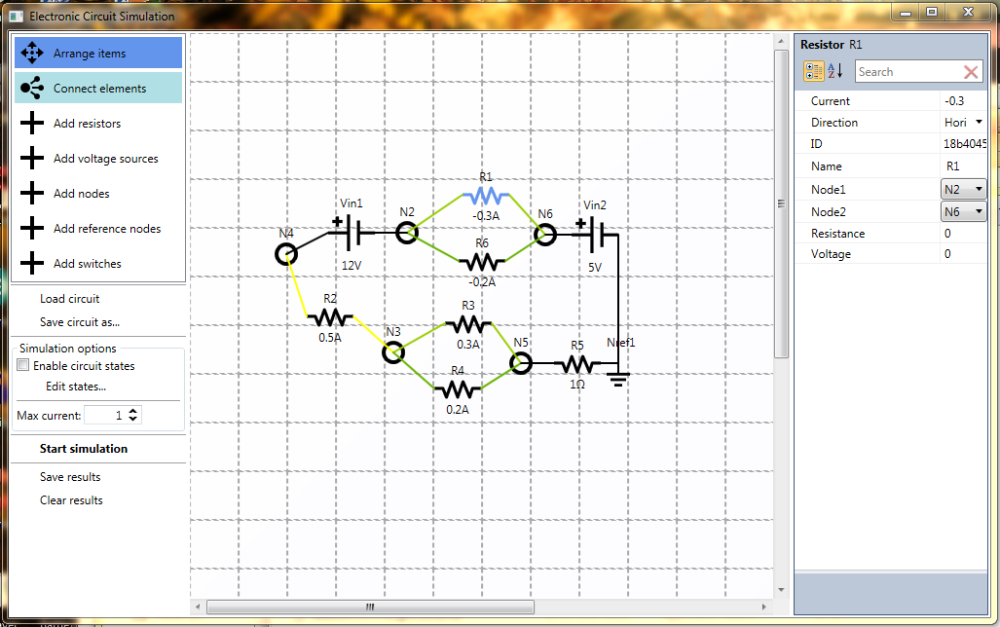 Electronic Circuit Simulation
Arrange items
Connect elements
Add resistors
Add voltage sources
Add nodes
Add reference nodes
Add switches
Load circuit
Save circuit as...
Simulation options
Enable circuit states
Edit states...
Max current: 1
Start simulation
Save results
Clear results
R1
-0.3A
Vin1
12V
N2
N6
Vin2
5V
R6
-0.2A
N4
R2
0.5A
N3
R3
0.3A
R4
0.2A
N5
R5
1Ω
Nref1
Resistor R1
A
Z
Search
Current -0.3
Direction Hori
ID 18b4045
Name R1
Node1 N2
Node2 N6
Resistance 0
Voltage 0